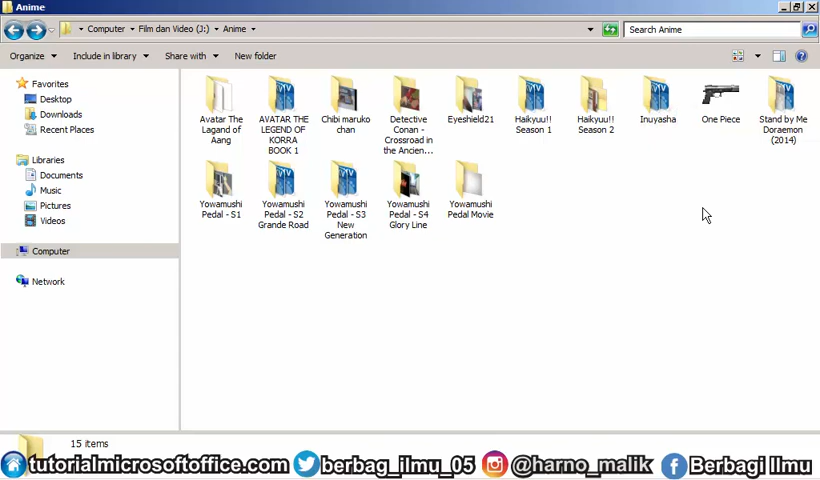 Anime
Computer Film dan Video (J:) Anime
Search Anime
Organize Include in library Share with New folder
Favorites
Desktop
Downloads
Recent Places
Libraries
Documents
Music
Pictures
Videos
Computer
Network
Avatar The Lagand of Aang
AVATAR THE LEGEND OF KORRA BOOK 1
Chibi maruko chan
Detective Conan - Crossroad in the Ancien...
Eyeshield21
Haikyuu!! Season 1
Haikyuu!! Season 2
Inuyasha
One Piece
Stand by Me Doraemon (2014)
Yowamushi Pedal - S1
Yowamushi Pedal - S2 Grande Road
Yowamushi Pedal - S3 New Generation
Yowamushi Pedal - S4 Glory Line
Yowamushi Pedal Movie
15 items
tutorialmicrosoftoffice.com berbag_ilmu_05 @harno_malik Berbagi Ilmu